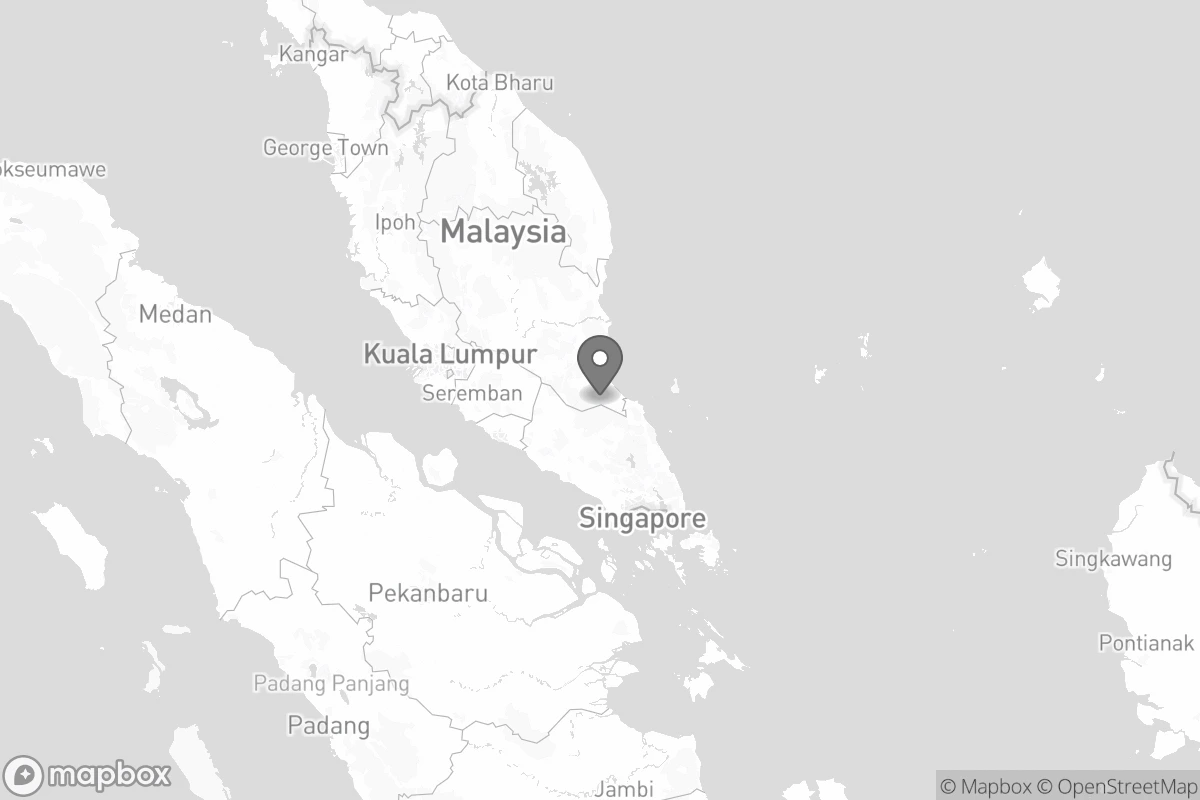 Kangar
Kota Bharu
George Town
okseumawe
Ipoh
Malaysia
Medan
Kuala Lumpur
Seremban
Singapore
Singkawang
Pekanbaru
Pontianak
Padang Panjang
Padang
mapbox
Jambi
© Mapbox © OpenStreetMap